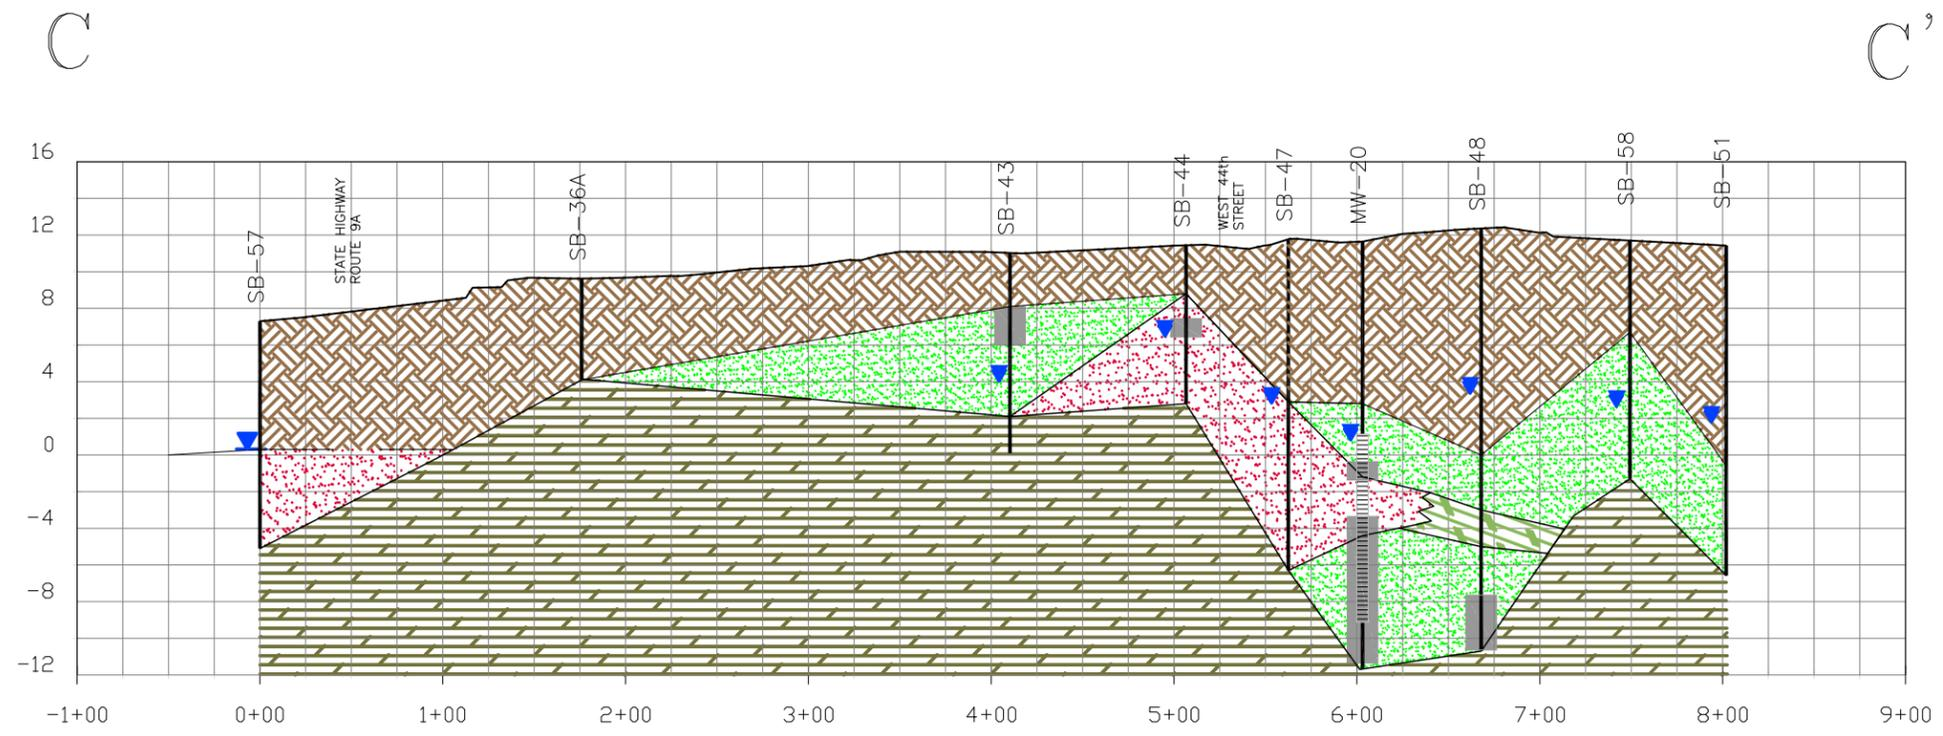 C
C'
SB-57
STATE HIGHWAY
ROUTE 9A
SB-36A
SB-43
SB-44
WEST 44th
STREET
SB-47
MW-20
SB-48
SB-58
SB-51
16
12
8
4
0
-4
-8
-12
-1+00
0+00
1+00
2+00
3+00
4+00
5+00
6+00
7+00
8+00
9+00